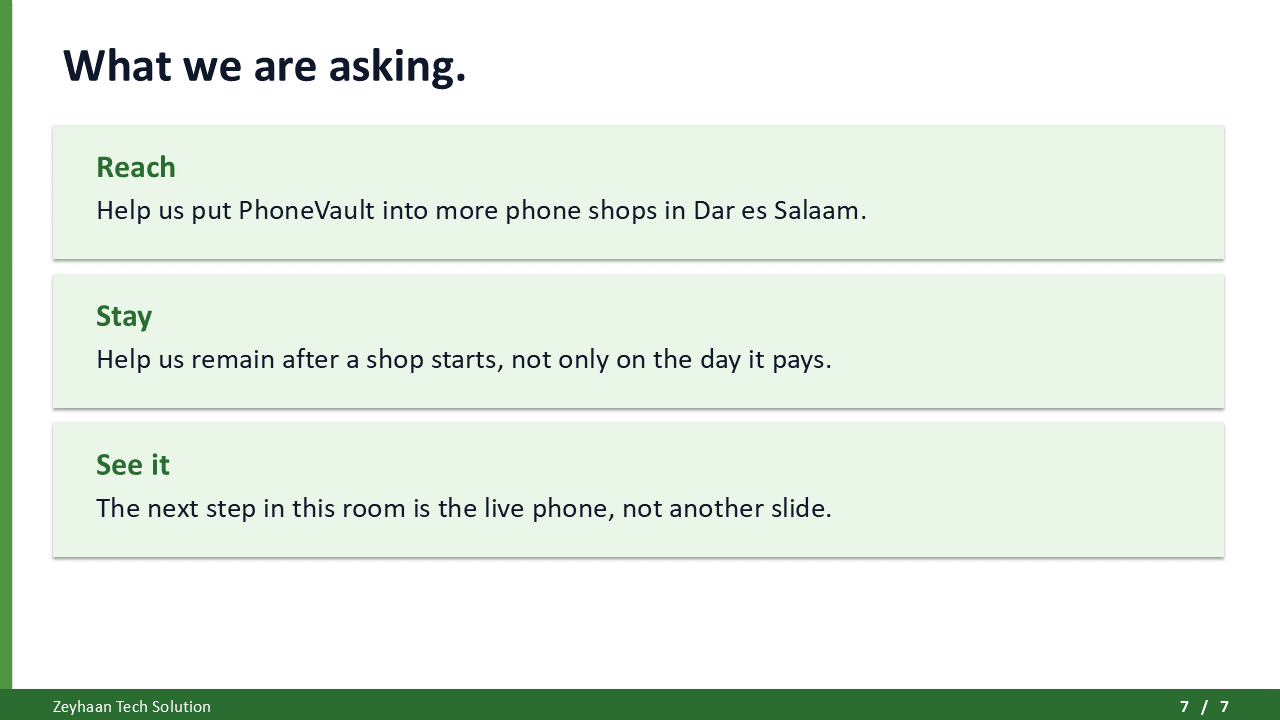 What we are asking.
Reach
Help us put PhoneVault into more phone shops in Dar es Salaam.
Stay
Help us remain after a shop starts, not only on the day it pays.
See it
The next step in this room is the live phone, not another slide.
Zeyhaan Tech Solution
7 / 7